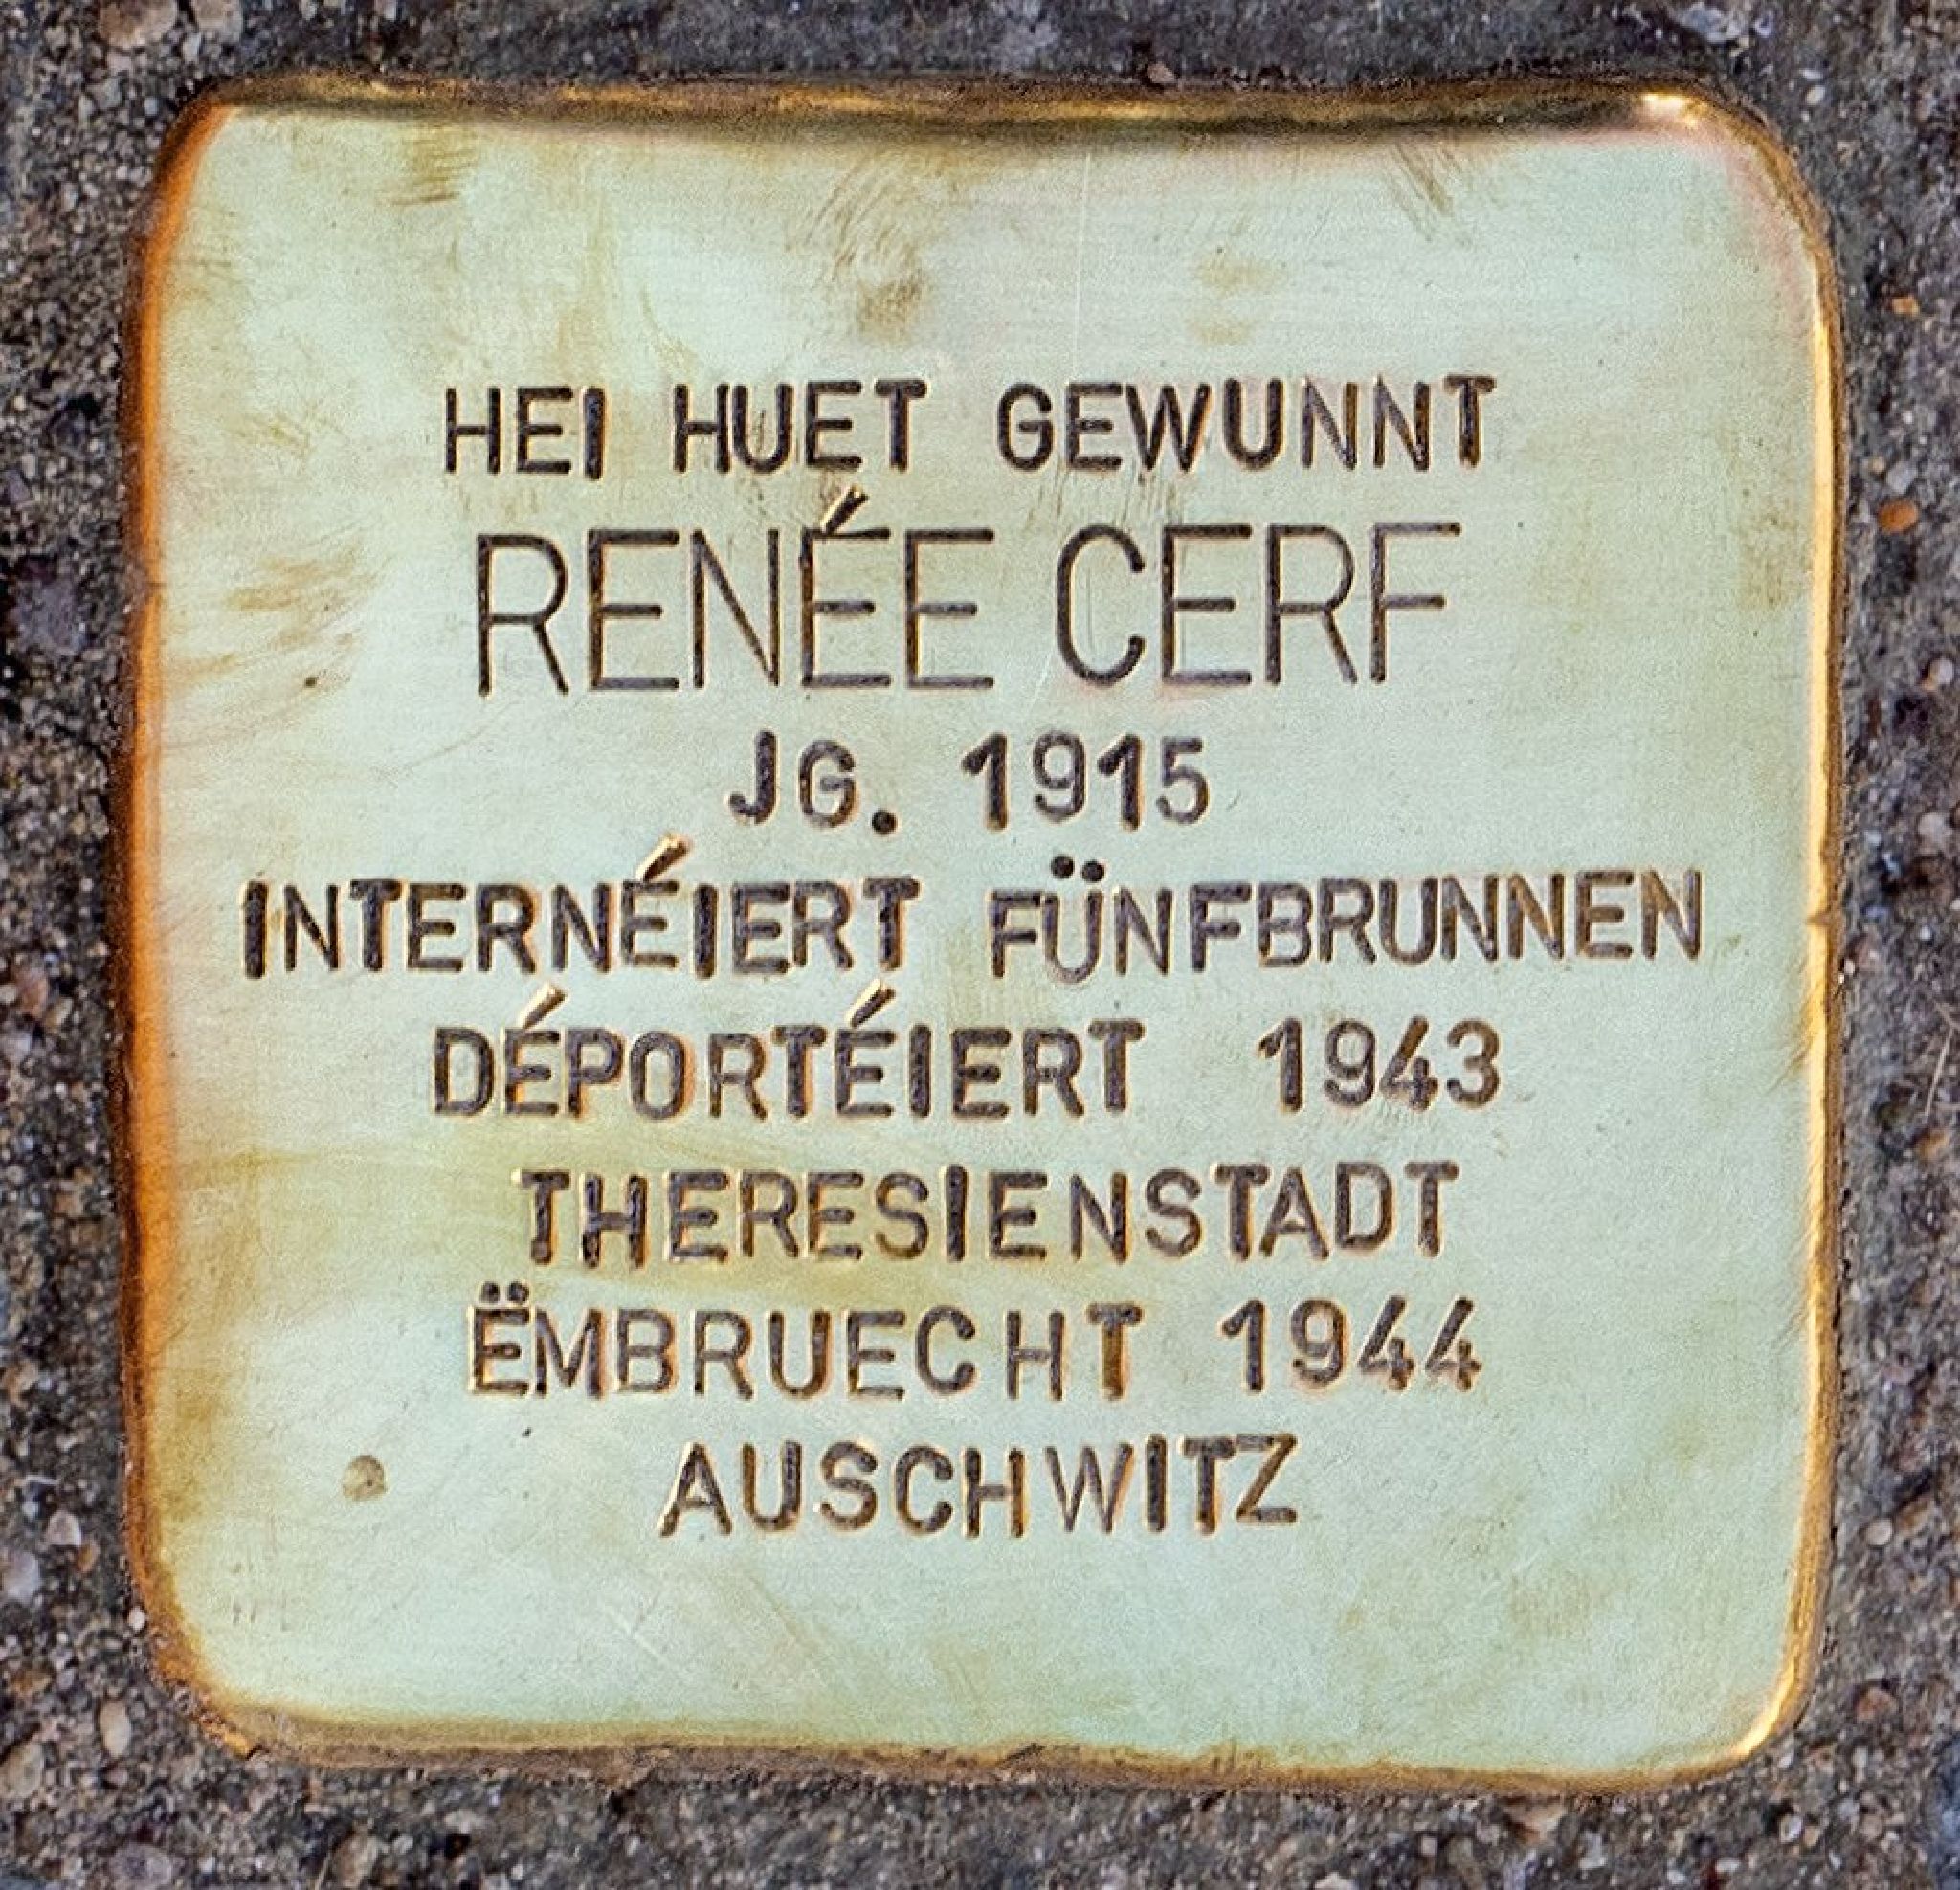 HEI HUET GEWUNNT
RENÉE CERF
JG. 1915
INTERNÉIERT FÜNFBRUNNEN
DÉPORTÉIERT 1943
THERESIENSTADT
ËMBRUECHT 1944
AUSCHWITZ